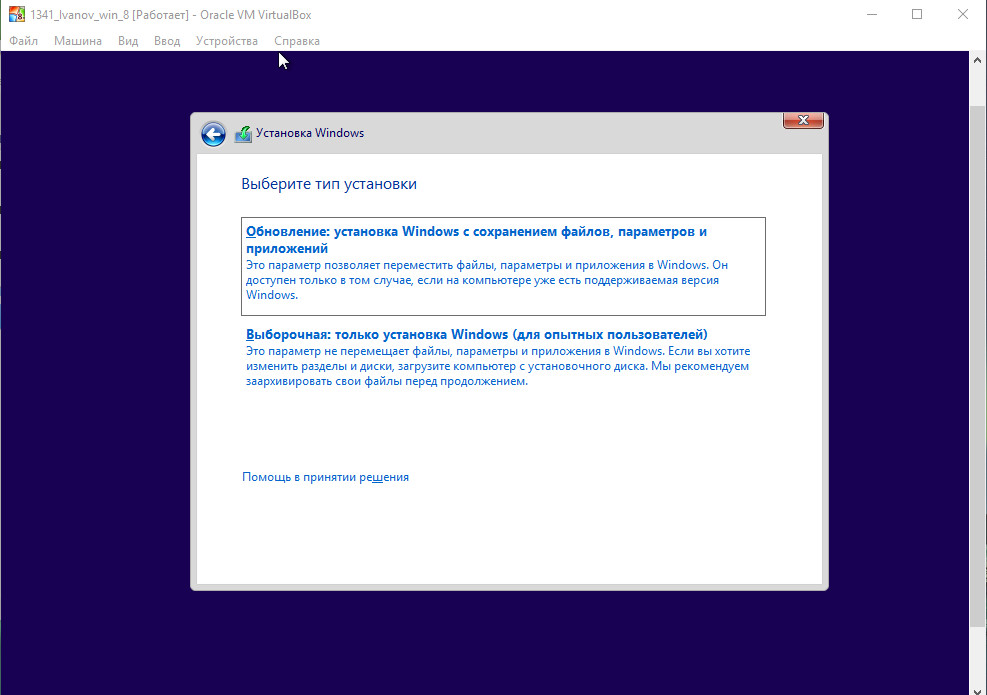 1341_Ivanov_win_8 [Работает] - Oracle VM VirtualBox
Файл Машина Вид Ввод Устройства Справка
Установка Windows
Выберите тип установки
Обновление: установка Windows с сохранением файлов, параметров и
приложений
Это параметр позволяет переместить файлы, параметры и приложения в Windows. Он
доступен только в том случае, если на компьютере уже есть поддерживаемая версия
Windows.
Выборочная: только установка Windows (для опытных пользователей)
Это параметр не перемещает файлы, параметры и приложения в Windows. Если вы хотите
изменить разделы и диски, загрузите компьютер с установочного диска. Мы рекомендуем
заархивировать свои файлы перед продолжением.
Помощь в принятии решения